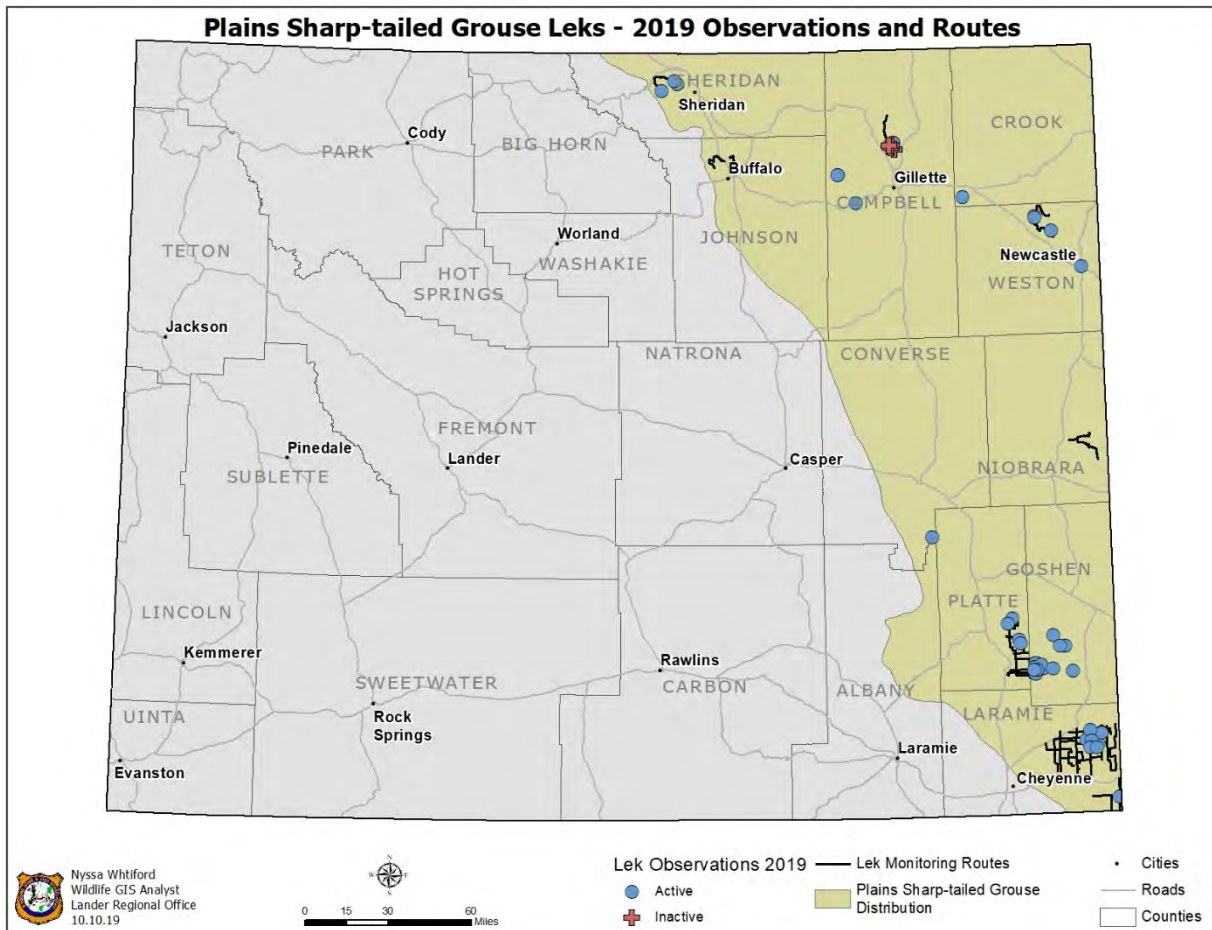 Plains Sharp-tailed Grouse Leks - 2019 Observations and Routes
SHERIDAN
Sheridan
CROOK
Cody
PARK
BIG HORN
Buffalo
Gillette
CAMPBELL
JOHNSON
Worland
WASHAKIE
TETON
HOT
SPRINGS
Newcastle
WESTON
Jackson
NATRONA
CONVERSE
FREMONT
Pinedale
SUBLETTE
Lander
Casper
NIOBRARA
GOSHEN
PLATTE
LINCOLN
Kemmerer
SWEETWATER
Rawlins
CARBON
ALBANY
LARAMIE
UINTA
Rock
Springs
Evanston
Laramie
Cheyenne
Nyssa Whtiford
Wildlife GIS Analyst
Lander Regional Office
10.10.19
N
0 15 30 60
Miles
Lek Observations 2019
Active
Inactive
Lek Monitoring Routes
Plains Sharp-tailed Grouse
Distribution
Cities
Roads
Counties